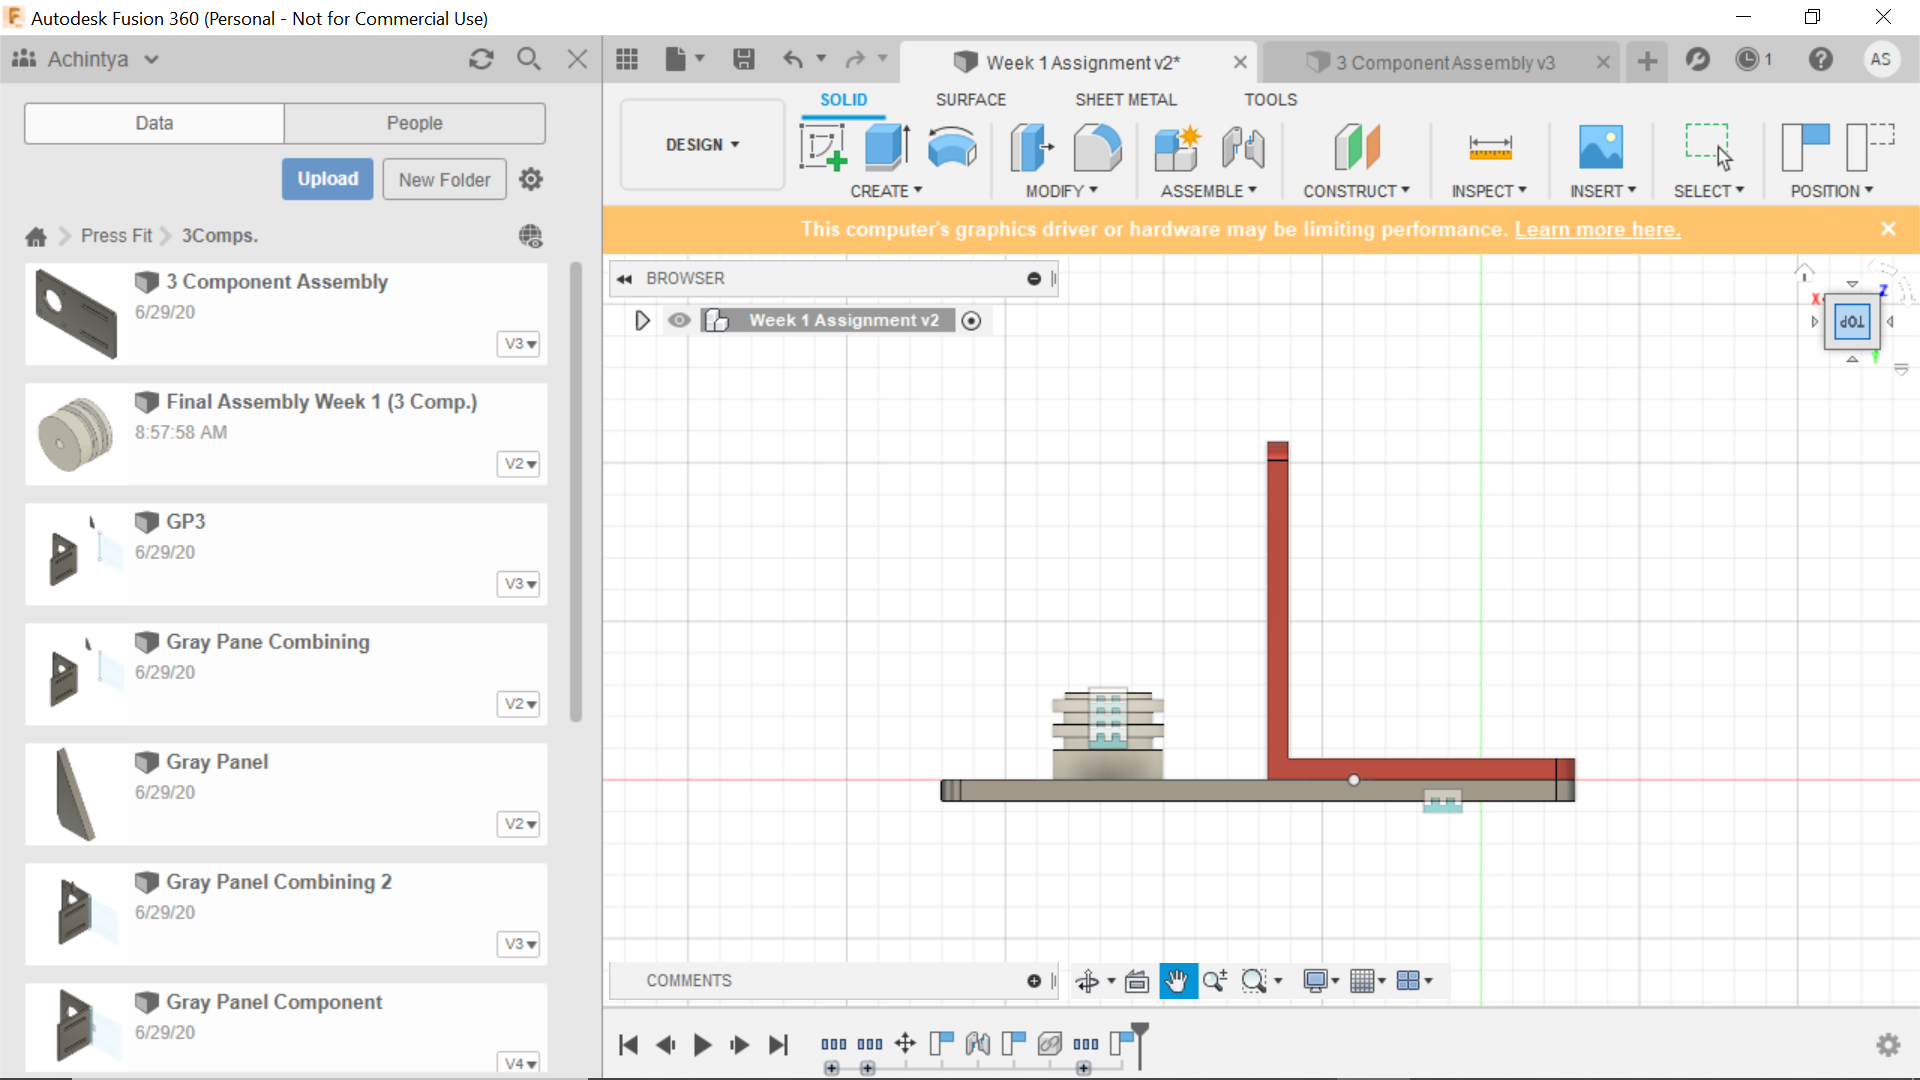 Autodesk Fusion 360 (Personal - Not for Commercial Use)
Achintya
Week 1 Assignment v2*
3 Component Assembly v3
1
AS
Data
People
SOLID
SURFACE
SHEET METAL
TOOLS
DESIGN
Upload
New Folder
CREATE
MODIFY
ASSEMBLE
CONSTRUCT
INSPECT
INSERT
SELECT
POSITION
Press Fit
3Comps.
This computer's graphics driver or hardware may be limiting performance. Learn more here.
BROWSER
Week 1 Assignment v2
X
Z
TOP
Y
3 Component Assembly
6/29/20
V3
Final Assembly Week 1 (3 Comp.)
8:57:58 AM
V2
GP3
6/29/20
V3
Gray Pane Combining
6/29/20
V2
Gray Panel
6/29/20
V2
Gray Panel Combining 2
6/29/20
V3
Gray Panel Component
6/29/20
V4
COMMENTS